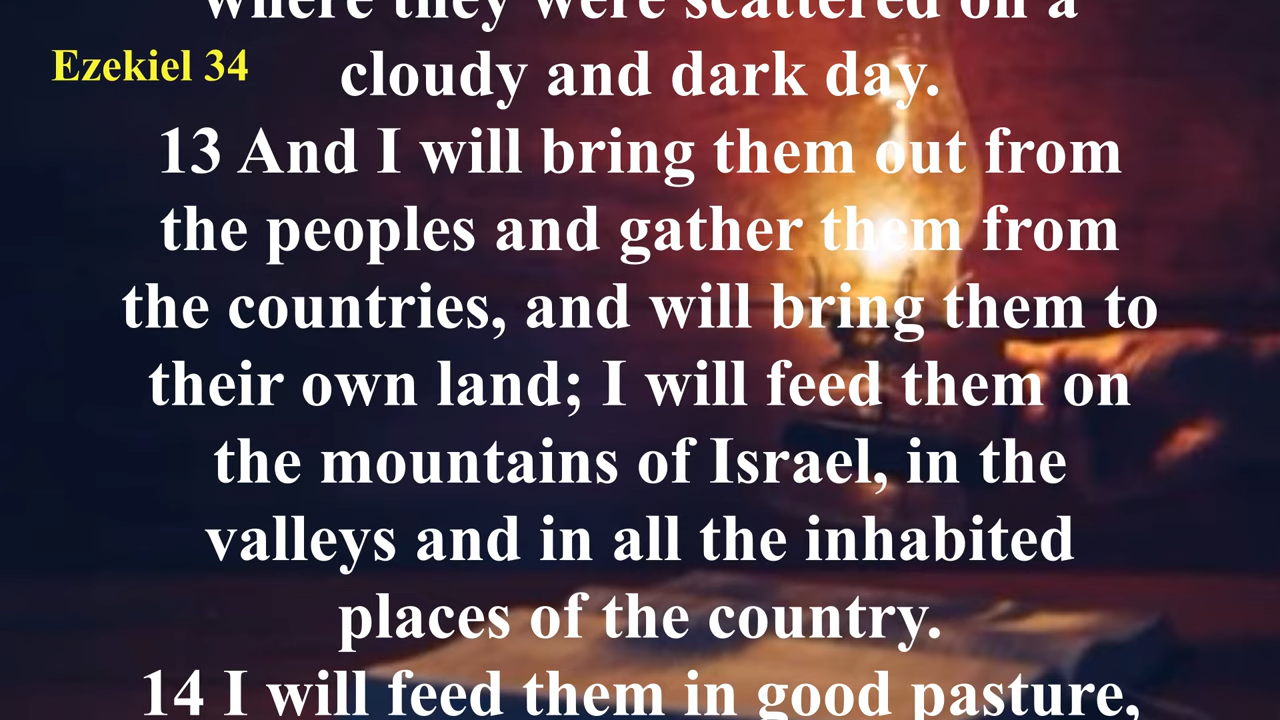 where they were scattered on a
Ezekiel 34
cloudy and dark day.
13 And I will bring them out from
the peoples and gather them from
the countries, and will bring them to
their own land; I will feed them on
the mountains of Israel, in the
valleys and in all the inhabited
places of the country.
14 I will feed them in good pasture,